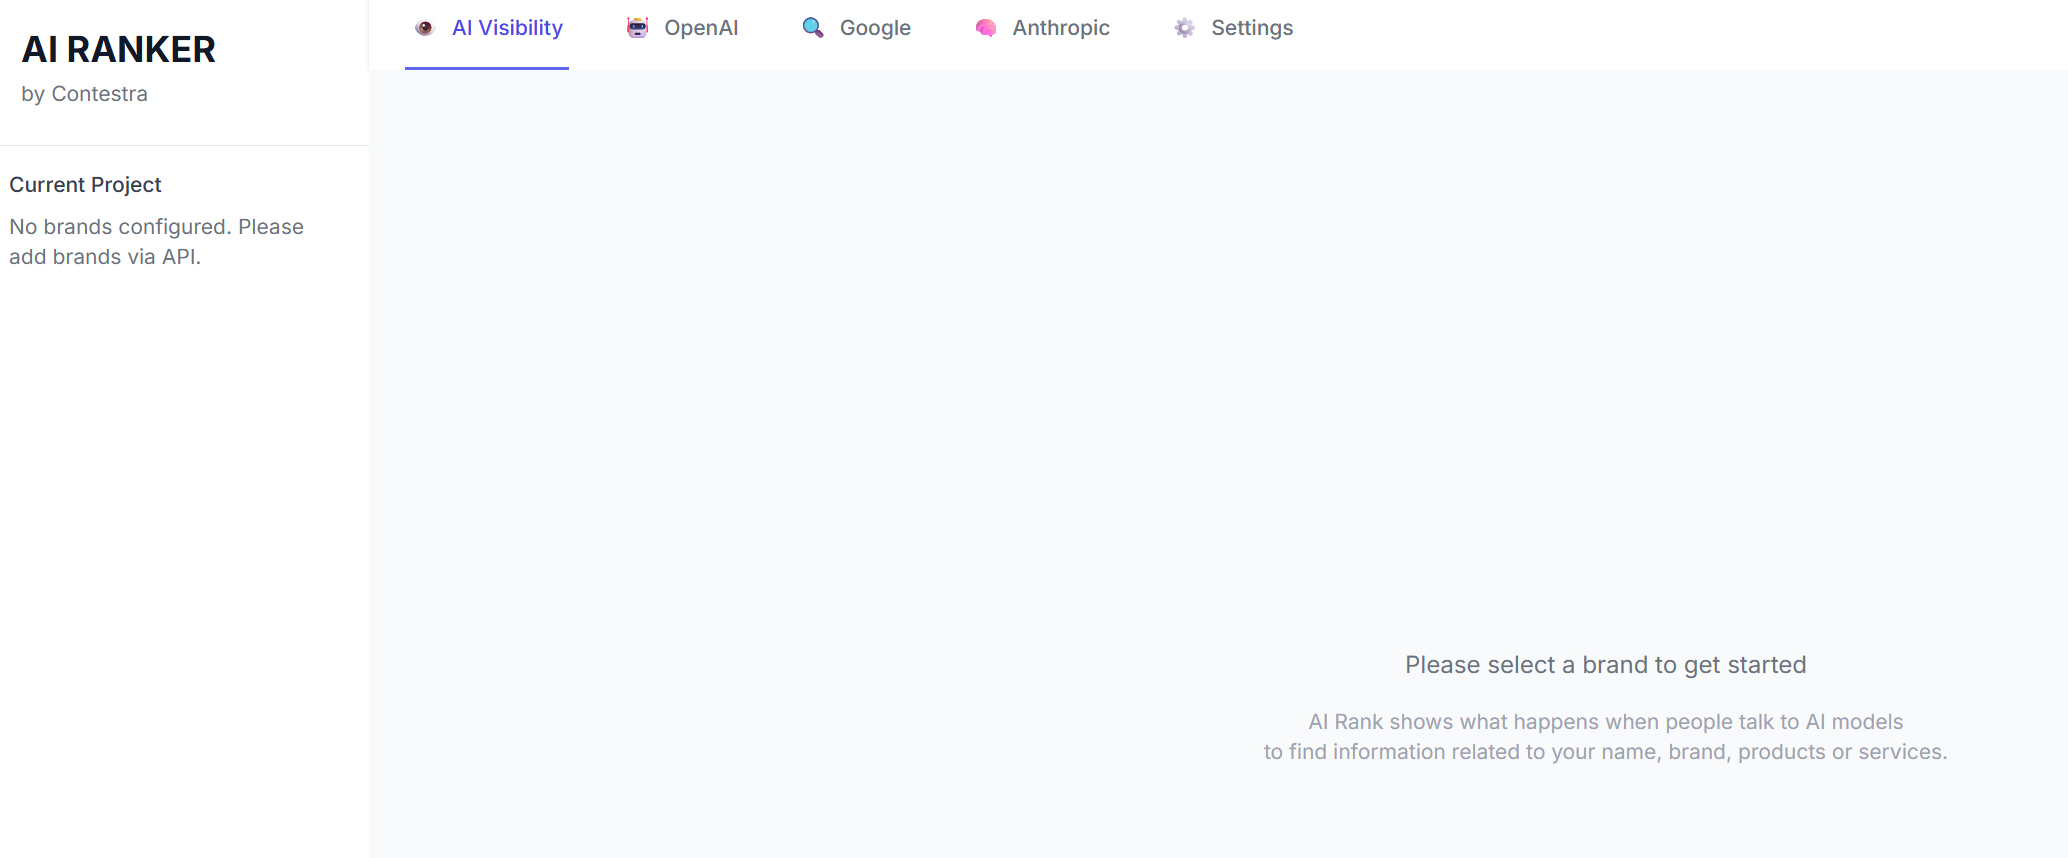 AI RANKER
by Contestra
Current Project
No brands configured. Please
add brands via API.
AI Visibility
OpenAI
Google
Anthropic
Settings
Please select a brand to get started
AI Rank shows what happens when people talk to AI models
to find information related to your name, brand, products or services.